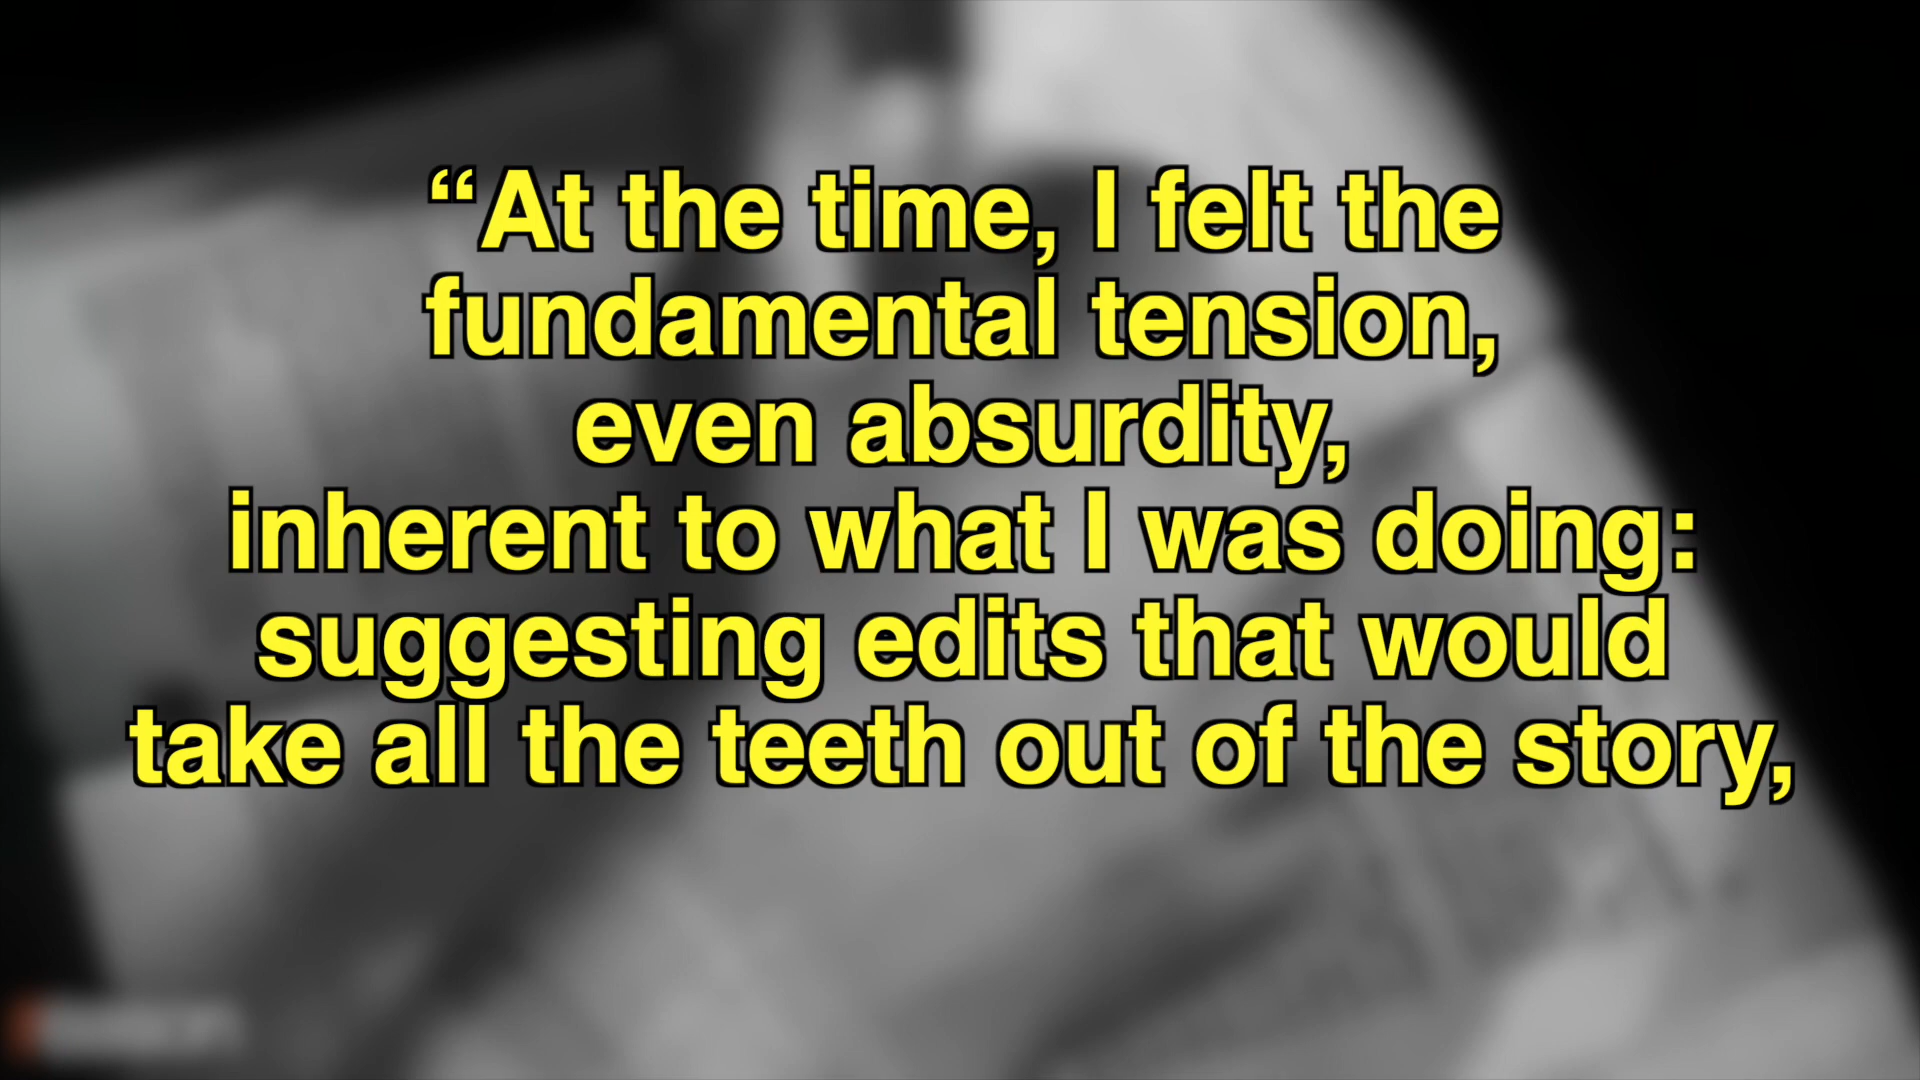 “At the time, I felt the
fundamental tension,
even absurdity,
inherent to what I was doing:
suggesting edits that would
take all the teeth out of the story,